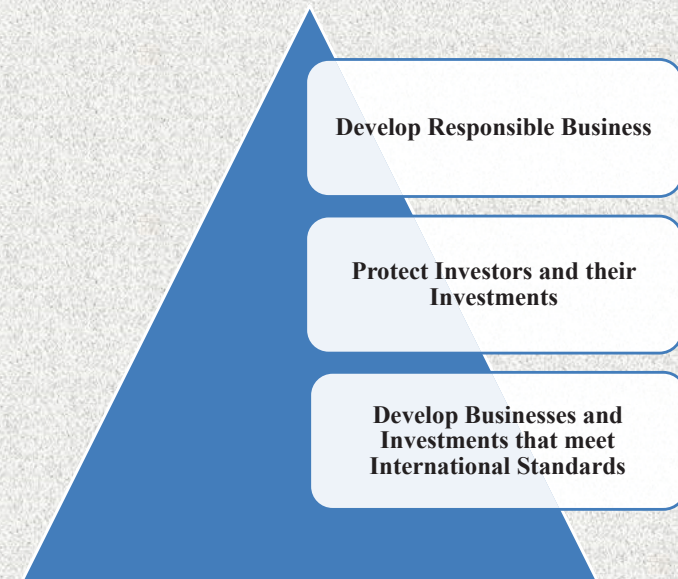 Develop Responsible Business
Protect Investors and their
Investments
Develop Businesses and
Investments that meet
International Standards